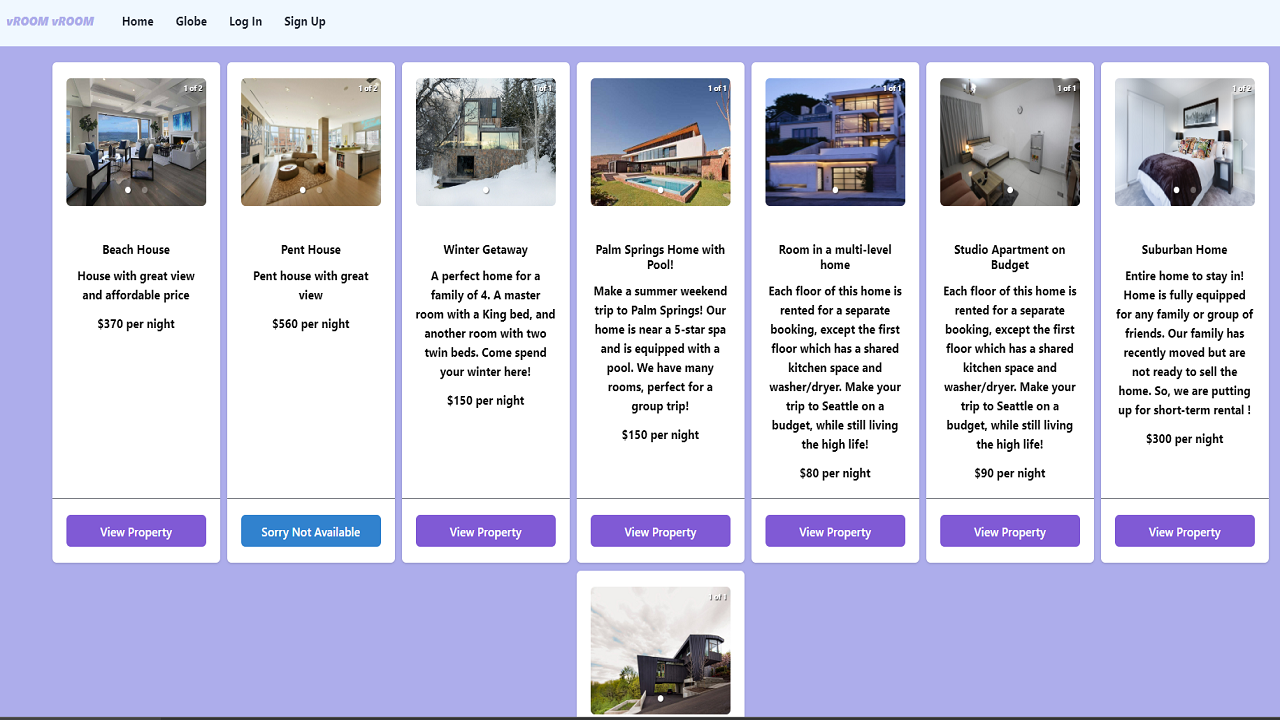 vROOM vROOM
Home
Globe
Log In
Sign Up
1 of 2
Beach House
House with great view
and affordable price
$370 per night
View Property
1 of 2
Pent House
Pent house with great
view
$560 per night
Sorry Not Available
1 of 1
Winter Getaway
A perfect home for a
family of 4. A master
room with a King bed, and
another room with two
twin beds. Come spend
your winter here!
$150 per night
View Property
1 of 1
Palm Springs Home with
Pool!
Make a summer weekend
trip to Palm Springs! Our
home is near a 5-star spa
and is equipped with a
pool. We have many
rooms, perfect for a
group trip!
$150 per night
View Property
1 of 1
Room in a multi-level
home
Each floor of this home is
rented for a separate
booking, except the first
floor which has a shared
kitchen space and
washer/dryer. Make your
trip to Seattle on a
budget, while still living
the high life!
$80 per night
View Property
1 of 1
Studio Apartment on
Budget
Each floor of this home is
rented for a separate
booking, except the first
floor which has a shared
kitchen space and
washer/dryer. Make your
trip to Seattle on a
budget, while still living
the high life!
$90 per night
View Property
1 of 2
Suburban Home
Entire home to stay in!
Home is fully equipped
for any family or group of
friends. Our family has
recently moved but are
not ready to sell the
home. So, we are putting
up for short-term rental !
$300 per night
View Property
1 of 1